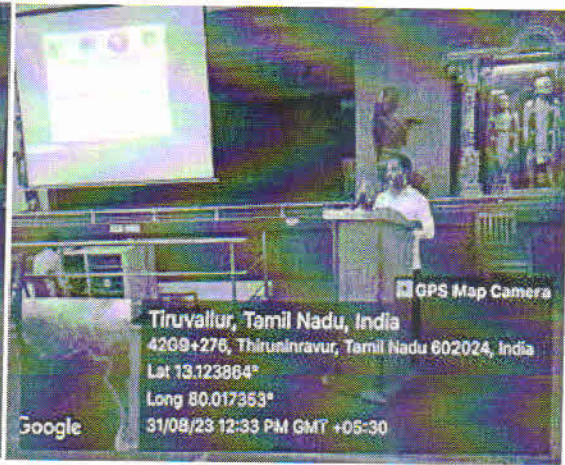 GPS Map Camera
Tiruvallur, Tamil Nadu, India
42G9+276, Thiruninravur, Tamil Nadu 602024, India
Lat 13.123864°
Long 80.017353°
31/08/23 12:33 PM GMT +05:30
Google